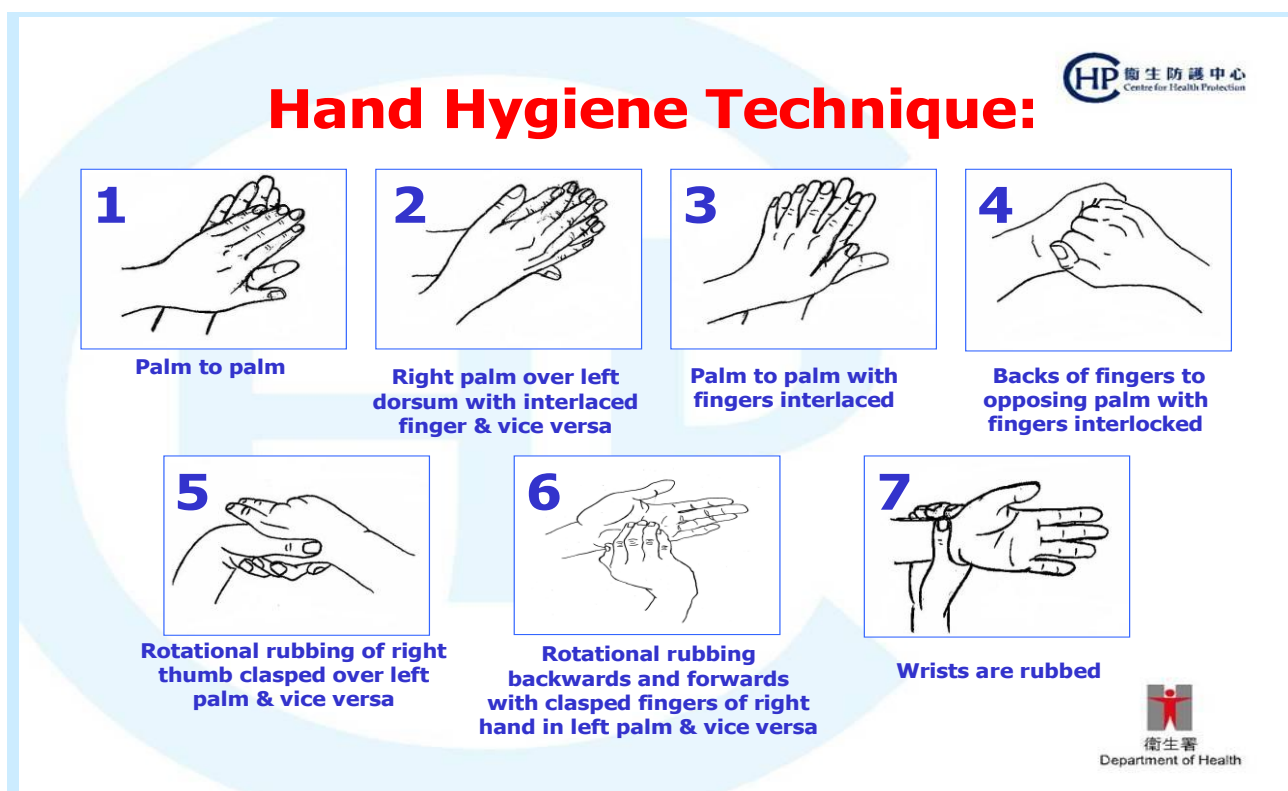 衞生防護中心
CHP Centre for Health Protection
Hand Hygiene Technique:
1
2
3
4
Palm to palm
Right palm over left
dorsum with interlaced
finger & vice versa
Palm to palm with
fingers interlaced
Backs of fingers to
opposing palm with
fingers interlocked
5
6
7
Rotational rubbing of right
thumb clasped over left
palm & vice versa
Rotational rubbing
backwards and forwards
with clasped fingers of right
hand in left palm & vice versa
Wrists are rubbed
衞生署
Department of Health